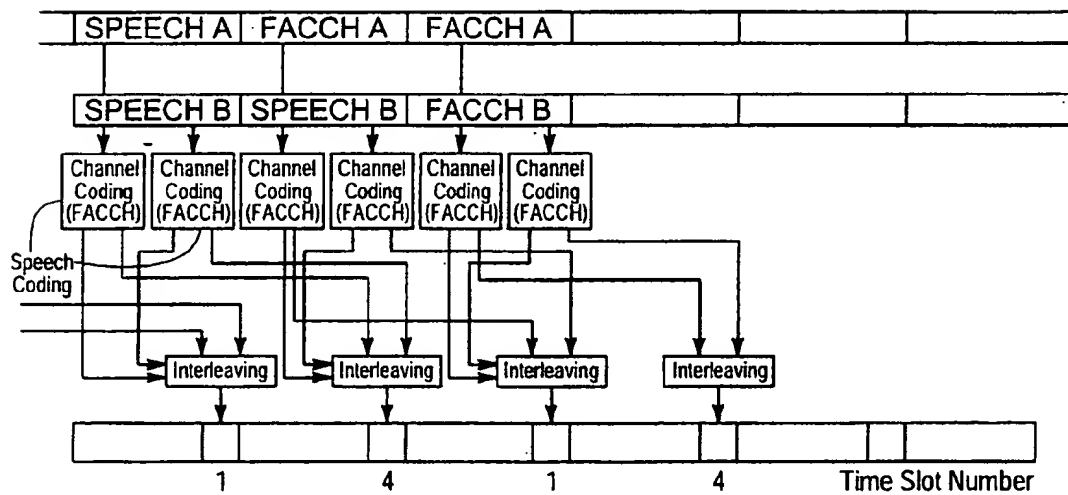 SPEECH A FACCH A FACCH A
SPEECH B SPEECH B FACCH B
Channel Coding (FACCH)
Channel Coding (FACCH)
Channel Coding (FACCH)
Channel Coding (FACCH)
Channel Coding (FACCH)
Channel Coding (FACCH)
Speech
Coding
Interleaving Interleaving Interleaving Interleaving
1 4 1 4 Time Slot Number